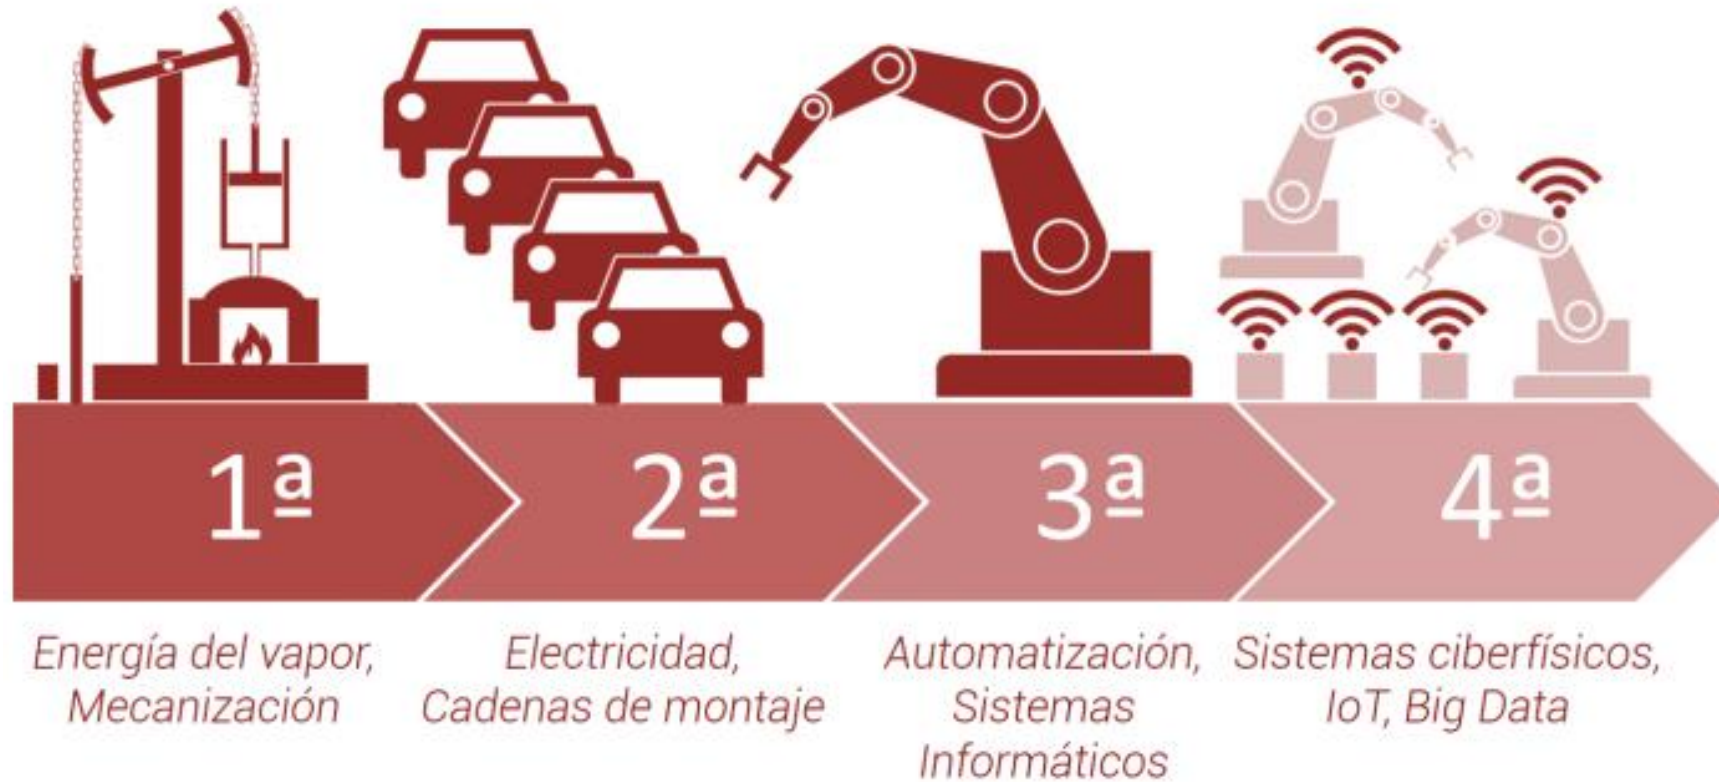 1ª
2ª
3ª
4ª
Energía del vapor,
Mecanización
Electricidad,
Cadenas de montaje
Automatización,
Sistemas
Informáticos
Sistemas ciberfísicos,
IoT, Big Data